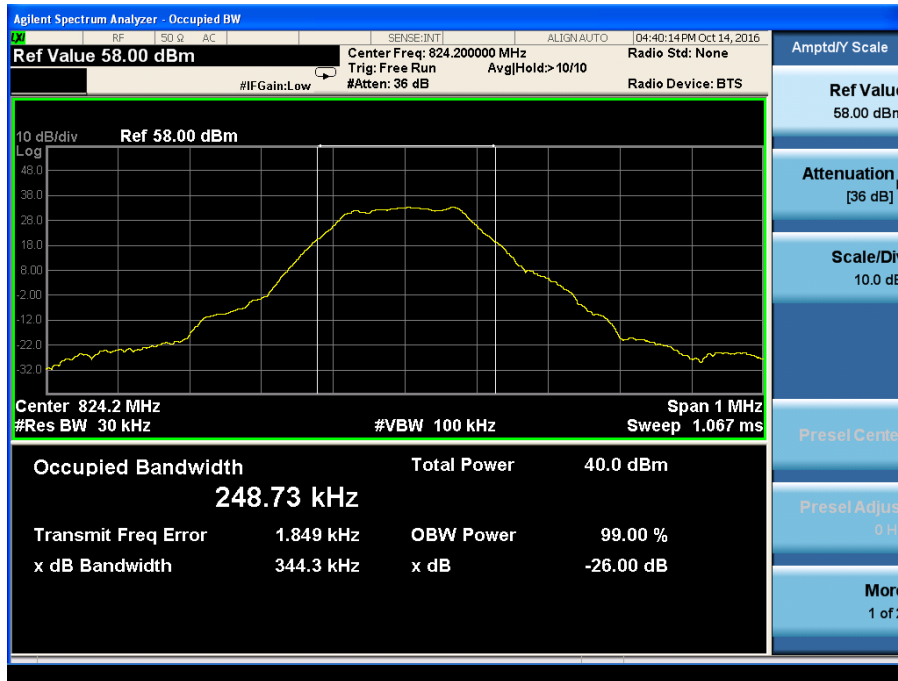 Agilent Spectrum Analyzer - Occupied BW
LXI RF 50 Ω AC SENSE:INT ALIGN AUTO 04:40:14 PM Oct 14, 2016
Ref Value 58.00 dBm Center Freq: 824.200000 MHz Radio Std: None
Trig: Free Run Avg|Hold:> 10/10
#IFGain:Low #Atten: 36 dB Radio Device: BTS
10 dB/div Ref 58.00 dBm
Log
48.0
38.0
28.0
18.0
8.00
-2.00
-12.0
-22.0
-32.0
Center 824.2 MHz Span 1 MHz
#Res BW 30 kHz #VBW 100 kHz Sweep 1.067 ms
Occupied Bandwidth Total Power 40.0 dBm
248.73 kHz
Transmit Freq Error 1.849 kHz OBW Power 99.00 %
x dB Bandwidth 344.3 kHz x dB -26.00 dB
Amptd/Y Scale
Ref Value
58.00 dBm
Attenuation
[36 dB]
Scale/Di
10.0 d
Presel Cente
Presel Adjus
0 H
More
1 of 2